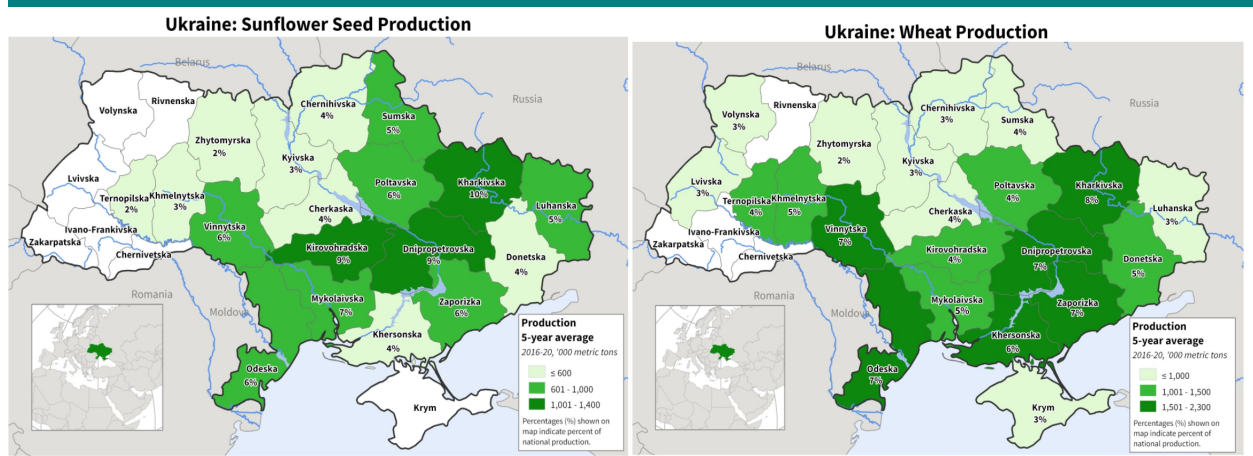 Ukraine: Sunflower Seed Production
Belarus
Russia
Volynska
Rivnenska
Chernihivska
4%
Sumska
5%
Zhytomyrska
2%
Kyivska
3%
Lvivska
Ternopilska
2%
Khmelnytska
3%
Poltavska
6%
Kharkivska
10%
Luhanska
5%
Cherkaska
4%
Vinnytska
6%
Ivano-Frankivska
Zakarpatska
Chernivetska
Kirovohradska
9%
Dnipropetrovska
9%
Donetska
4%
Romania
Moldova
Mykolaivska
7%
Zaporizka
6%
Khersonska
4%
Odeska
6%
Krym
Production
5-year average
2016-20, '000 metric tons
≤ 600
601 - 1,000
1,001 - 1,400
Percentages (%) shown on
map indicate percent of
national production.
Ukraine: Wheat Production
Belarus
Russia
Volynska
3%
Rivnenska
Chernihivska
3%
Sumska
4%
Zhytomyrska
2%
Kyivska
3%
Lvivska
3%
Ternopilska
4%
Khmelnytska
5%
Poltavska
4%
Kharkivska
8%
Luhanska
3%
Cherkaska
4%
Vinnytska
7%
Ivano-Frankivska
Zakarpatska
Chernivetska
Kirovohradska
4%
Dnipropetrovska
7%
Donetska
5%
Romania
Moldova
Mykolaivska
5%
Zaporizka
7%
Khersonska
6%
Odeska
7%
Krym
3%
Production
5-year average
2016-20, '000 metric tons
≤ 1,000
1,001 - 1,500
1,501 - 2,300
Percentages (%) shown on
map indicate percent of
national production.